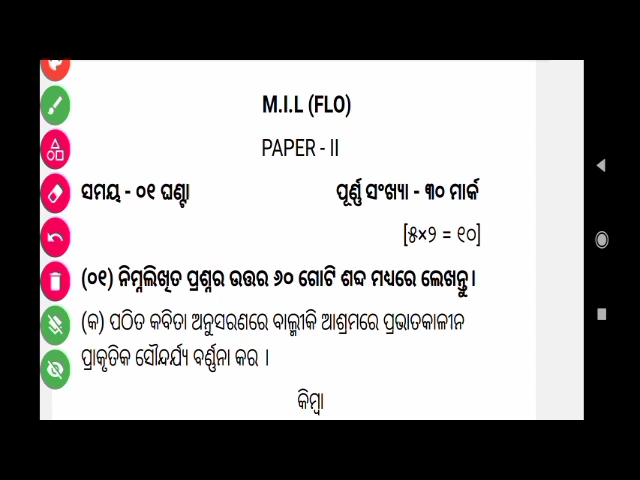 M.I.L (FLO)
PAPER - II
ସମୟ - ୦୧ ଘଣ୍ଟା ପୂର୍ଣ୍ଣ ସଂଖ୍ୟା - ୩୦ ମାର୍କ
[୫×୨ = ୧୦]
(୦୧) ନିମ୍ନଲିଖିତ ପ୍ରଶ୍ନର ଉତ୍ତର ୬୦ ଗୋଟି ଶବ୍ଦ ମଧ୍ୟରେ ଲେଖନ୍ତୁ ।
(କ) ପଠିତ କବିତା ଅନୁସରଣରେ ବାଲ୍ମୀକି ଆଶ୍ରମରେ ପ୍ରଭାତକାଳୀନ
ପ୍ରାକୃତିକ ସୌନ୍ଦର୍ଯ୍ୟ ବର୍ଣ୍ଣନା କର ।
କିମ୍ବା